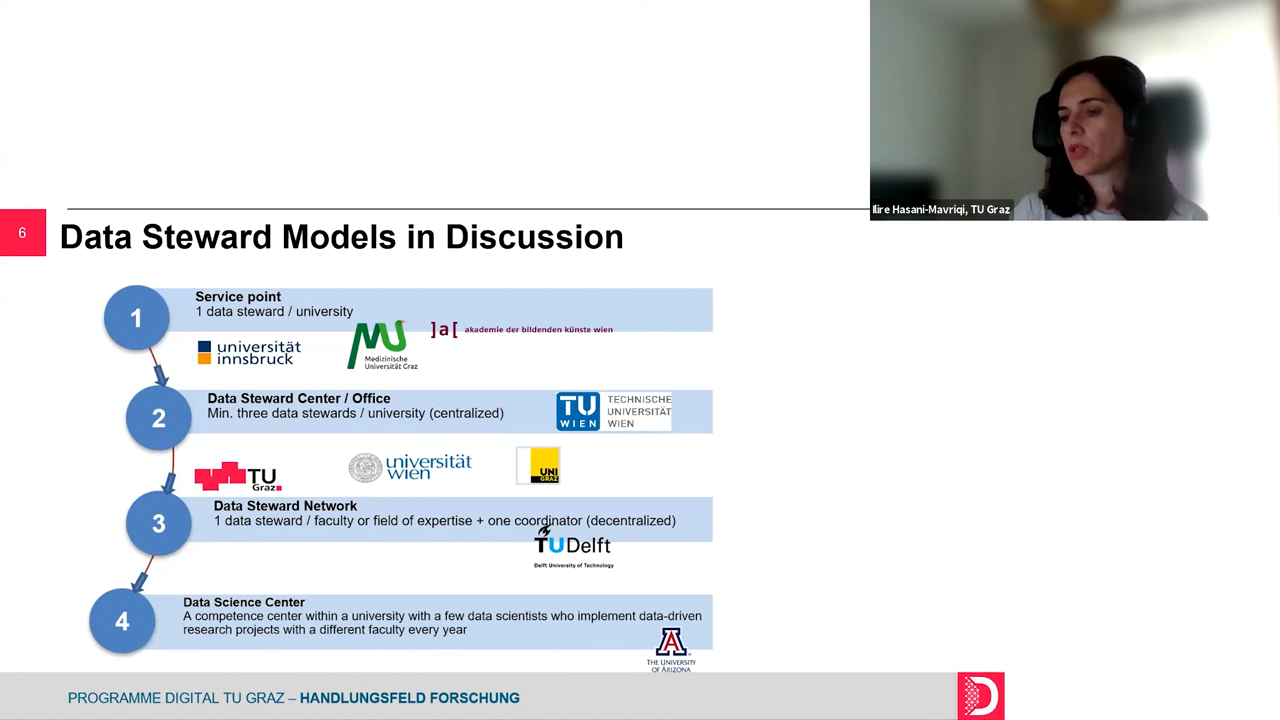 Ilire Hasani-Mavriqi, TU Graz
6
Data Steward Models in Discussion
1
Service point
1 data steward / university
universität
innsbruck
Medizinische
Universität Graz
]a[ akademie der bildenden künste wien
2
Data Steward Center / Office
Min. three data stewards / university (centralized)
TU
WIEN
TECHNISCHE
UNIVERSITÄT
WIEN
TU
Graz
universität
wien
UNI
GRAZ
3
Data Steward Network
1 data steward / faculty or field of expertise + one coordinator (decentralized)
TUDelft
Delft University of Technology
4
Data Science Center
A competence center within a university with a few data scientists who implement data-driven
research projects with a different faculty every year
A
THE UNIVERSITY
OF ARIZONA
PROGRAMME DIGITAL TU GRAZ – HANDLUNGSFELD FORSCHUNG
D